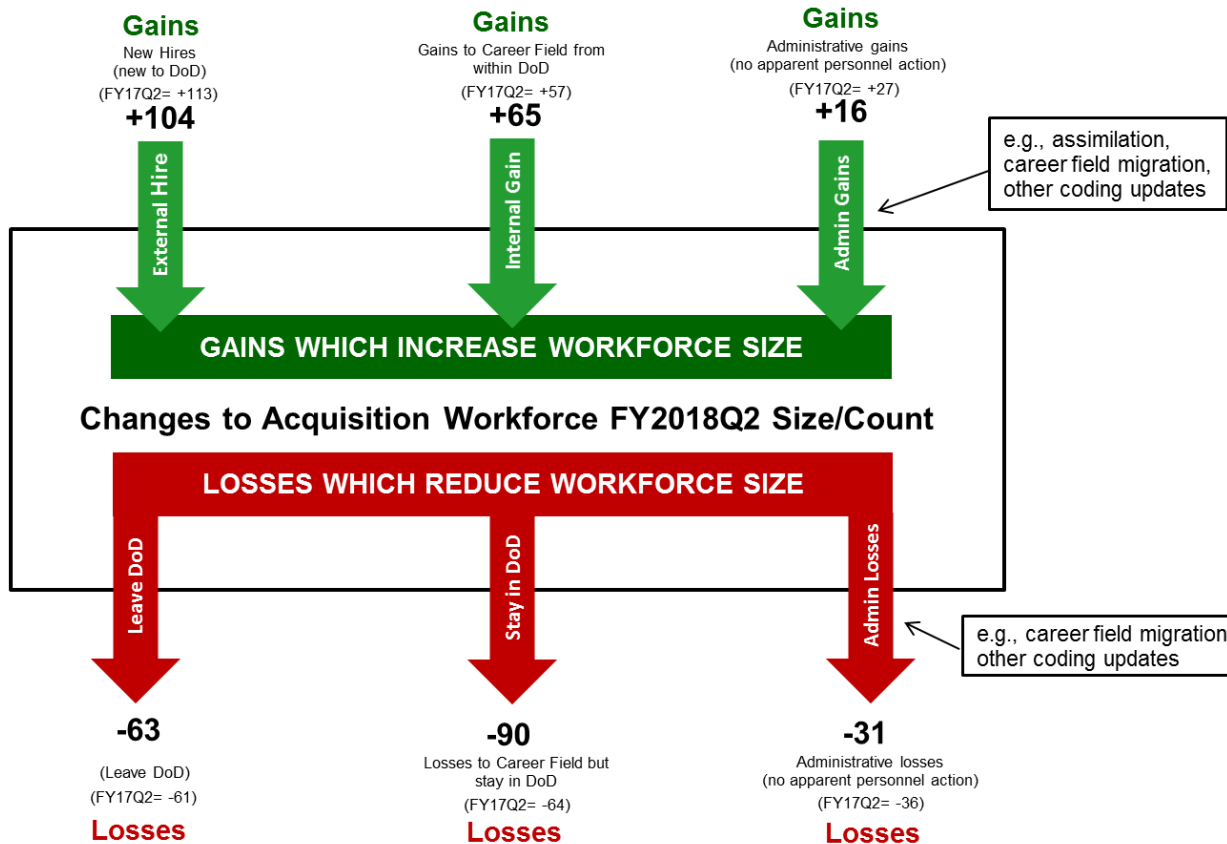 Gains
New Hires
(new to DoD)
(FY17Q2= +113)
+104
External Hire
Gains
Gains to Career Field from
within DoD
(FY17Q2= +57)
+65
Internal Gain
Gains
Administrative gains
(no apparent personnel action)
(FY17Q2= +27)
+16
Admin Gains
e.g., assimilation,
career field migration,
other coding updates
GAINS WHICH INCREASE WORKFORCE SIZE
Changes to Acquisition Workforce FY2018Q2 Size/Count
LOSSES WHICH REDUCE WORKFORCE SIZE
Leave DoD
-63
(Leave DoD)
(FY17Q2= -61)
Losses
Stay in DoD
-90
Losses to Career Field but
stay in DoD
(FY17Q2= -64)
Losses
Admin Losses
-31
Administrative losses
(no apparent personnel action)
(FY17Q2= -36)
Losses
e.g., career field migration
other coding updates